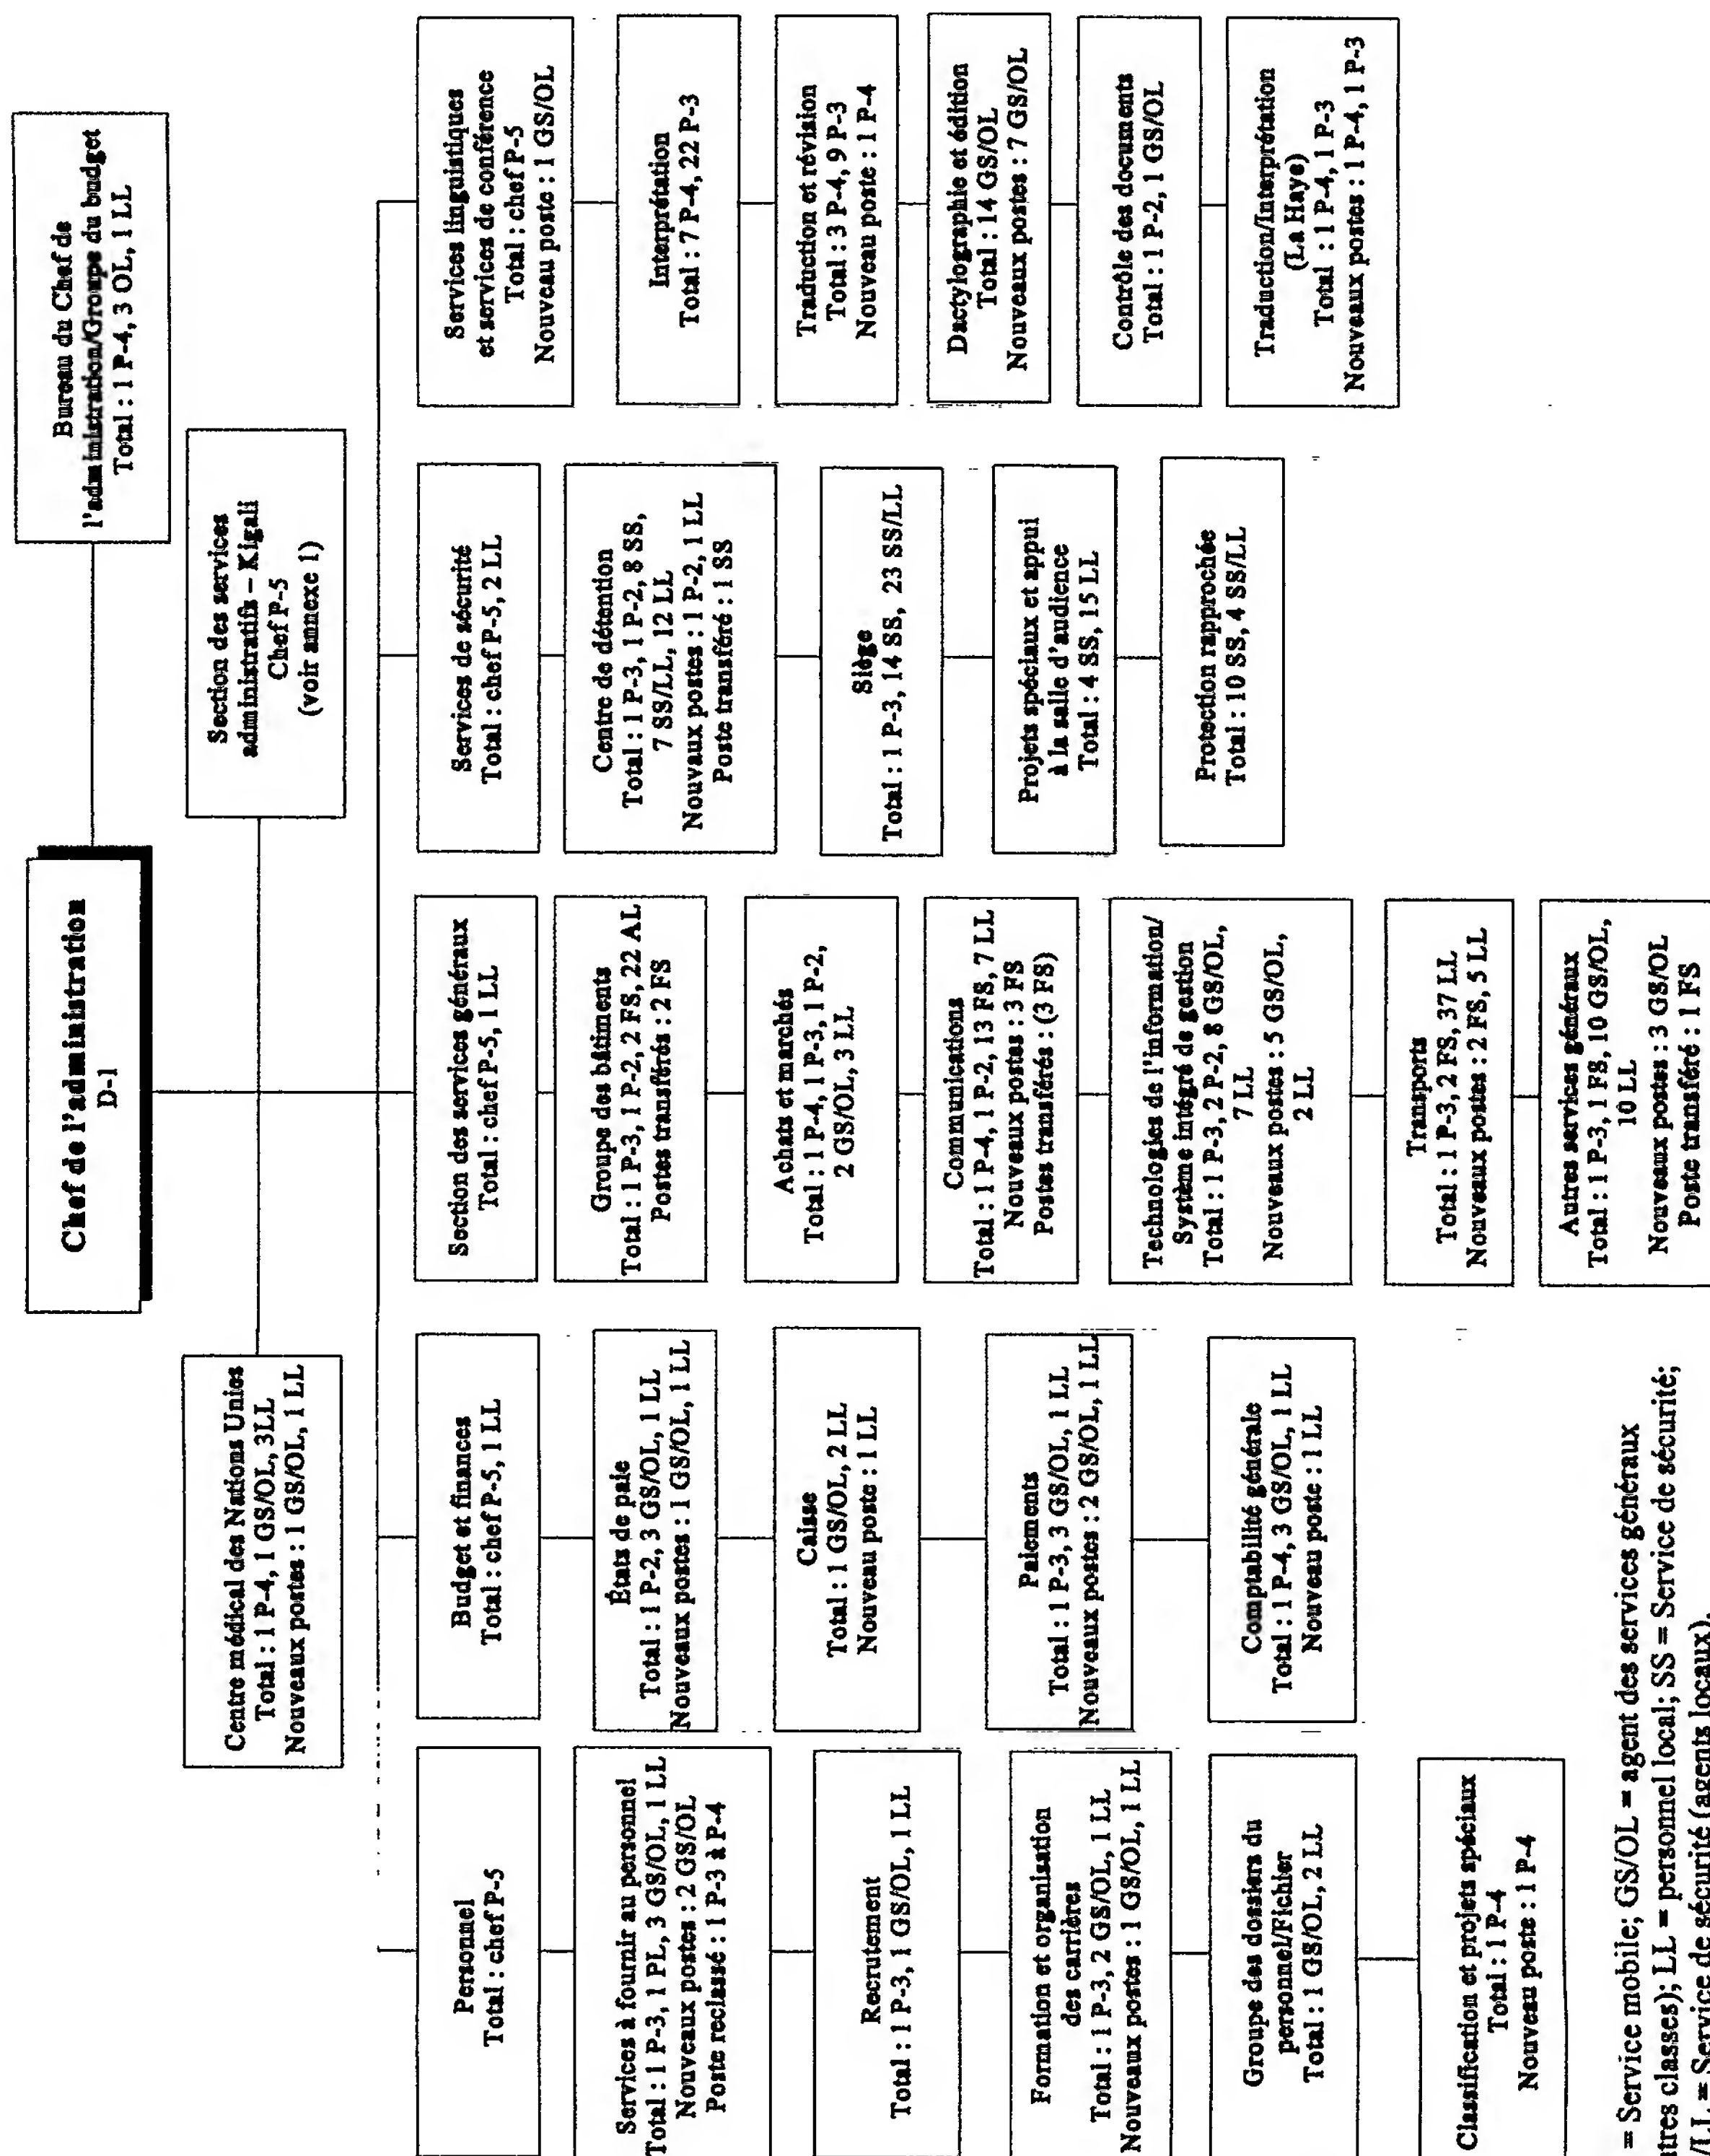 Chef de l'administration
D-1
Bureau du Chef de
l'administration/Groupe du budget
Total : 1 P-4, 3 OL, 1 LL
Centre médical des Nations Unies
Total : 1 P-4, 1 GS/OL, 3LL
Nouveaux postes : 1 GS/OL, 1 LL
Section des services
administratifs – Kigali
Chef P-5
(voir annexe 1)
Personnel
Total : chef P-5
Services à fournir au personnel
Total : 1 P-3, 1 PL, 3 GS/OL, 1 LL
Nouveaux postes : 2 GS/OL
Poste reclassé : 1 P-3 à P-4
Recrutement
Total : 1 P-3, 1 GS/OL, 1 LL
Formation et organisation
des carrières
Total : 1 P-3, 2 GS/OL, 1 LL
Nouveaux postes : 1 GS/OL, 1 LL
Groupe des dossiers du
personnel/Fichier
Total : 1 GS/OL, 2 LL
Classification et projets spéciaux
Total : 1 P-4
Nouveau poste : 1 P-4
Budget et finances
Total : chef P-5, 1 LL
États de paie
Total : 1 P-2, 3 GS/OL, 1 LL
Nouveaux postes : 1 GS/OL, 1 LL
Caisse
Total : 1 GS/OL, 2 LL
Nouveau poste : 1 LL
Paiements
Total : 1 P-3, 3 GS/OL, 1 LL
Nouveaux postes : 2 GS/OL, 1 LL
Comptabilité générale
Total : 1 P-4, 3 GS/OL, 1 LL
Nouveau poste : 1 LL
Section des services généraux
Total : chef P-5, 1 LL
Groupe des bâtiments
Total : 1 P-3, 1 P-2, 2 FS, 22 AL
Postes transférés : 2 FS
Achats et marchés
Total : 1 P-4, 1 P-3, 1 P-2,
2 GS/OL, 3 LL
Communications
Total : 1 P-4, 1 P-2, 13 FS, 7 LL
Nouveaux postes : 3 FS
Postes transférés : (3 FS)
Technologies de l'information/
Système intégré de gestion
Total : 1 P-3, 2 P-2, 8 GS/OL,
7 LL
Nouveaux postes : 5 GS/OL,
2 LL
Transports
Total : 1 P-3, 2 FS, 37 LL
Nouveaux postes : 2 FS, 5 LL
Autres services généraux
Total : 1 P-3, 1 FS, 10 GS/OL,
10 LL
Nouveaux postes : 3 GS/OL
Poste transféré : 1 FS
Services de sécurité
Total : chef P-5, 2 LL
Centre de détention
Total : 1 P-3, 1 P-2, 8 SS,
7 SS/LL, 12 LL
Nouvaux postes : 1 P-2, 1 LL
Poste transféré : 1 SS
Siège
Total : 1 P-3, 14 SS, 23 SS/LL
Projets spéciaux et appui
à la salle d'audience
Total : 4 SS, 15 LL
Protection rapprochée
Total : 10 SS, 4 SS/LL
Services linguistiques
et services de conférence
Total : chef P-5
Nouveau poste : 1 GS/OL
Interprétation
Total : 7 P-4, 22 P-3
Traduction et révision
Total : 3 P-4, 9 P-3
Nouveau poste : 1 P-4
Dactylographie et édition
Total : 14 GS/OL
Nouveaux postes : 7 GS/OL
Contrôle des documents
Total : 1 P-2, 1 GS/OL
Traduction/Interprétation
(La Haye)
Total : 1 P-4, 1 P-3
Nouveaux postes : 1 P-4, 1 P-3
= Service mobile; GS/OL = agent des services généraux
utres classes); LL = personnel local; SS = Service de sécurité;
/LL = Service de sécurité (agents locaux).